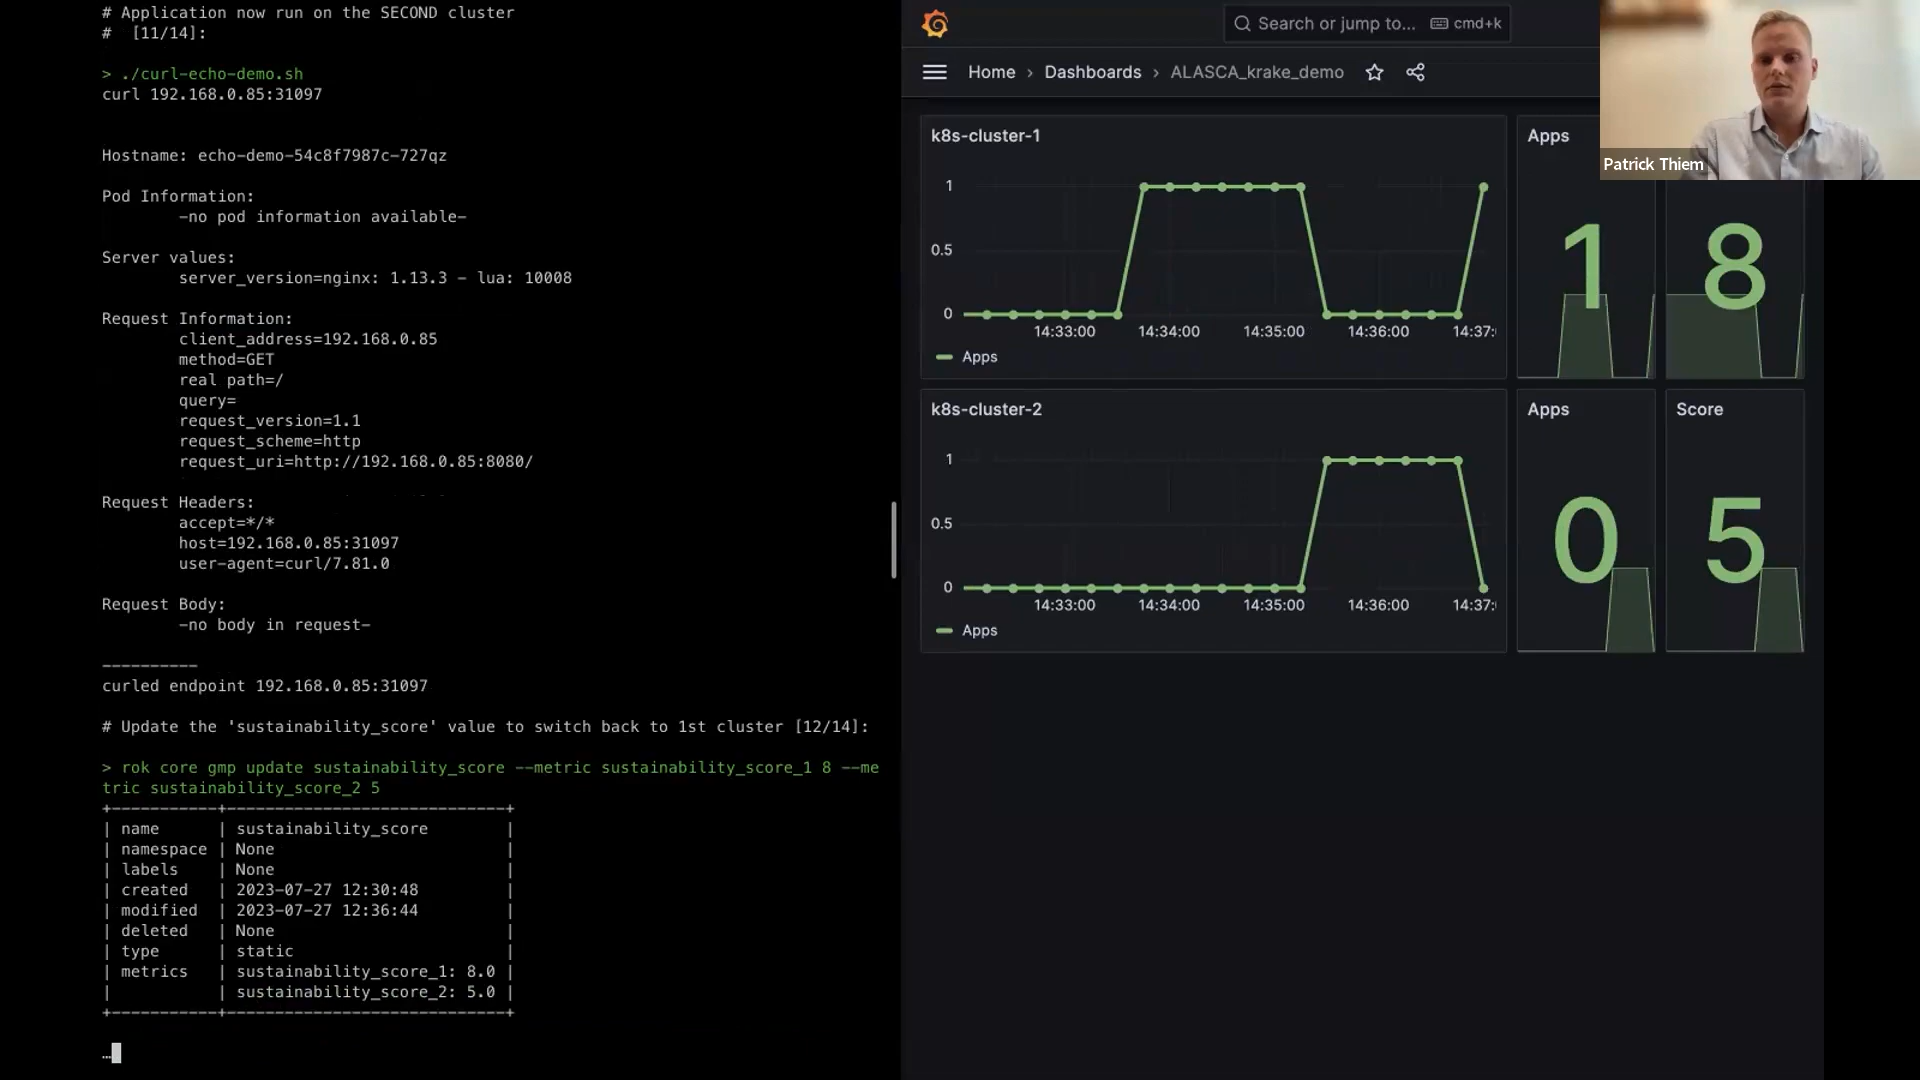 # Application now run on the SECOND cluster
#  [11/14]:
> ./curl-echo-demo.sh
curl 192.168.0.85:31097
Hostname: echo-demo-54c8f7987c-727qz
Pod Information:
-no pod information available-
Server values:
server_version=nginx: 1.13.3 - lua: 10008
Request Information:
client_address=192.168.0.85
method=GET
real path=/
query=
request_version=1.1
request_scheme=http
request_uri=http://192.168.0.85:8080/
Request Headers:
accept=*/*
host=192.168.0.85:31097
user-agent=curl/7.81.0
Request Body:
-no body in request-
----------
curled endpoint 192.168.0.85:31097
# Update the 'sustainability_score' value to switch back to 1st cluster [12/14]:
> rok core gmp update sustainability_score --metric sustainability_score_1 8 --me
tric sustainability_score_2 5
+-----------+-----------------------------+
| name      | sustainability_score        |
| namespace | None                        |
| labels    | None                        |
| created   | 2023-07-27 12:30:48         |
| modified  | 2023-07-27 12:36:44         |
| deleted   | None                        |
| type      | static                      |
| metrics   | sustainability_score_1: 8.0 |
|           | sustainability_score_2: 5.0 |
+-----------+-----------------------------+
…
Search or jump to... cmd+k
Home › Dashboards › ALASCA_krake_demo
Patrick Thiem
k8s-cluster-1
1
0.5
0
14:33:00 14:34:00 14:35:00 14:36:00 14:37:
Apps
Apps
1
8
k8s-cluster-2
1
0.5
0
14:33:00 14:34:00 14:35:00 14:36:00 14:37:
Apps
Apps
0
Score
5